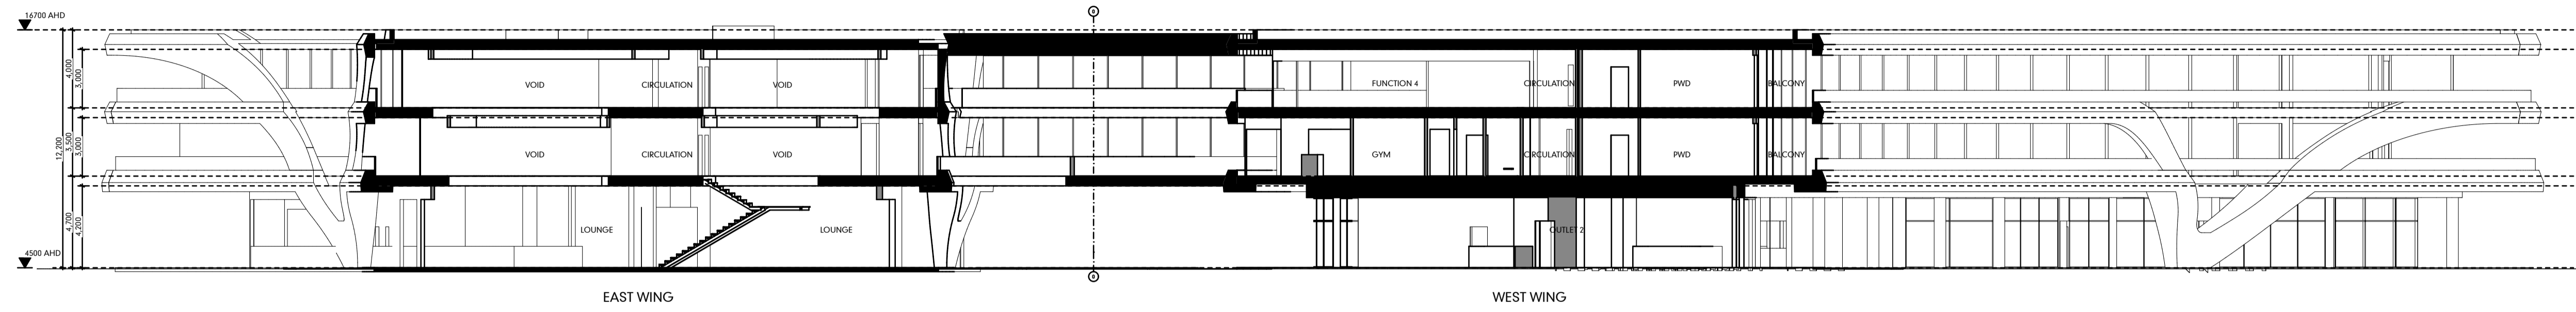 16700 AHD
B
4,000
3,000
VOID
CIRCULATION
VOID
FUNCTION 4
CIRCULATION
PWD
BALCONY
12,200
3,500
3,000
VOID
CIRCULATION
VOID
GYM
CIRCULATION
PWD
BALCONY
4,700
4,200
LOUNGE
LOUNGE
OUTLET 2
4500 AHD
B
EAST WING
WEST WING